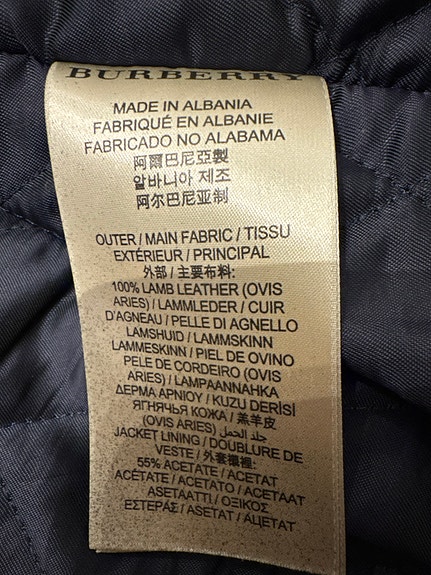 BURBERRY
MADE IN ALBANIA
FABRIQUÉ EN ALBANIE
FABRICADO NO ALABAMA
阿爾巴尼亞製
알바니아 제조
阿尔巴尼亚制
OUTER / MAIN FABRIC / TISSU
EXTÉRIEUR / PRINCIPAL
外部 / 主要布料:
100% LAMB LEATHER (OVIS
ARIES) / LAMMLEDER / CUIR
D'AGNEAU / PELLE DI AGNELLO
LAMSHUID / LAMMSKINN
LAMMESKINN / PIEL DE OVINO
PELE DE CORDEIRO (OVIS
ARIES) / LAMPAANNAHKA
ΔΕΡΜΑ ΑΡΝΙΟΥ / KUZU DERİSİ
ЯГНЯЧЬЯ КОЖА / 羔羊皮
(OVIS ARIES) جلد الحمل
JACKET LINING / DOUBLURE DE
VESTE / 外套襯裡:
55% ACETATE / ACETAT
ACÉTATE / ACETATO / ACETAAT
ASETAATTI / ΟΞΙΚΟΣ
ΕΣΤΕΡΑΣ / ASETAT / АЦЕТАТ